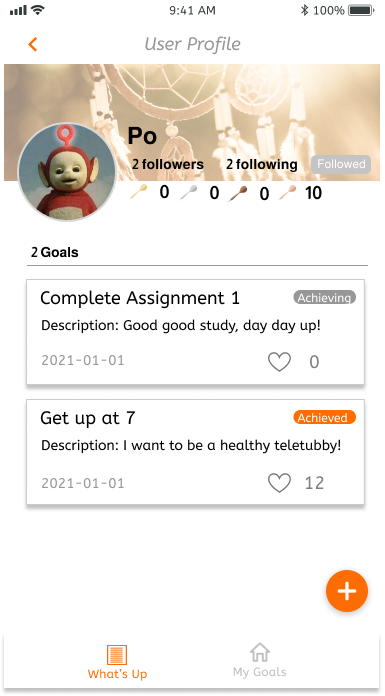 9:41 AM 100%
User Profile
Po
2 followers 2 following Followed
0 0 0 10
2 Goals
Complete Assignment 1 Achieving
Description: Good good study, day day up!
2021-01-01 0
Get up at 7 Achieved
Description: I want to be a healthy teletubby!
2021-01-01 12
What's Up My Goals